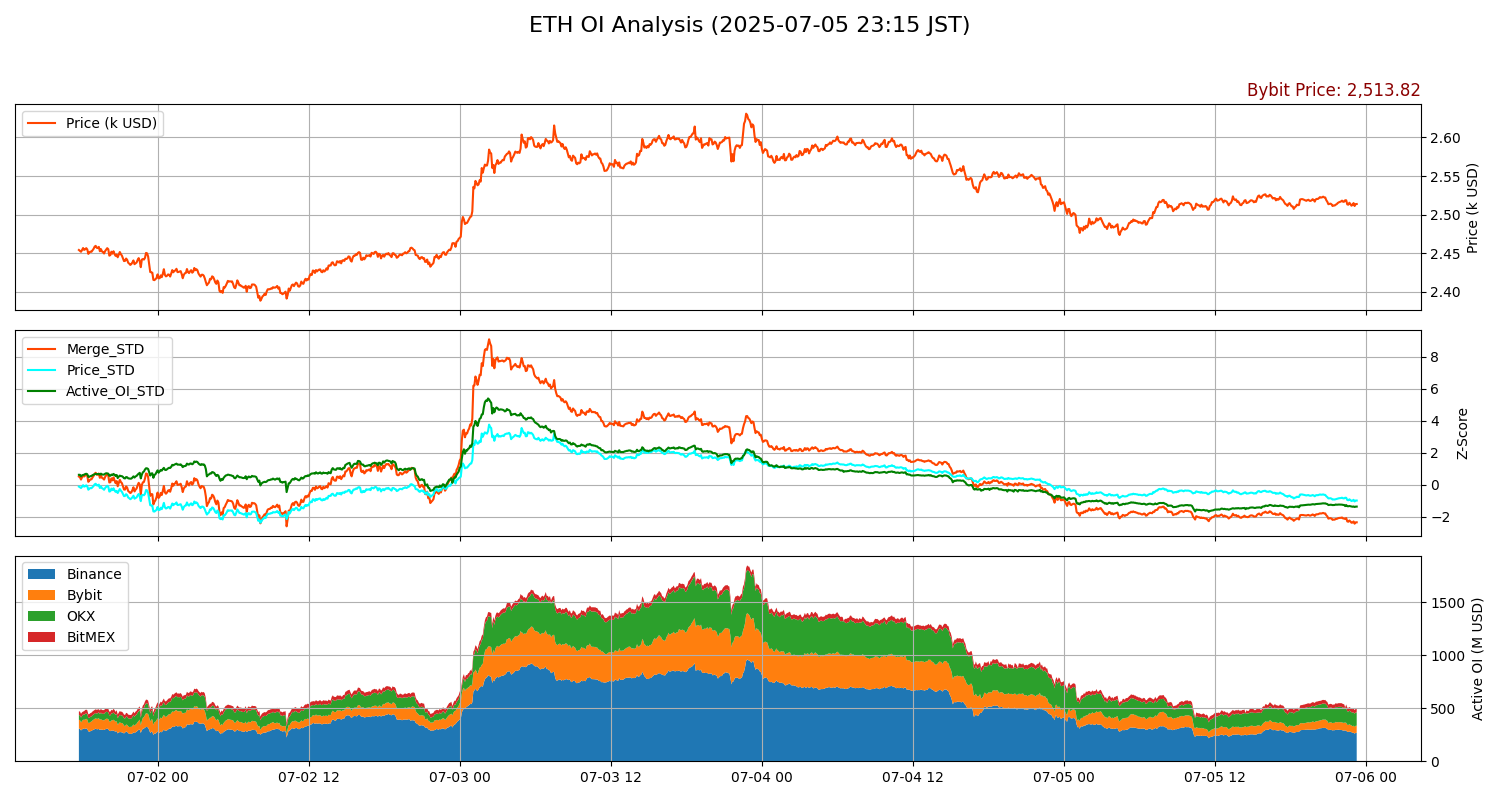 ETH OI Analysis (2025-07-05 23:15 JST)
Bybit Price: 2,513.82
Price (k USD)
2.60
2.55
2.50
2.45
2.40
Price (k USD)
Merge_STD
Price_STD
Active_OI_STD
8
6
4
2
0
−2
Z-Score
Binance
Bybit
OKX
BitMEX
1500
1000
500
0
Active OI (M USD)
07-02 00 07-02 12 07-03 00 07-03 12 07-04 00 07-04 12 07-05 00 07-05 12 07-06 00